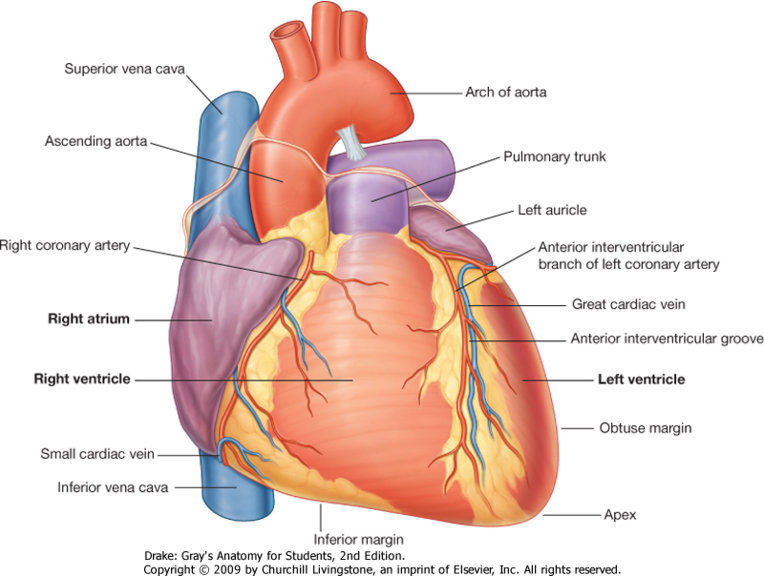 Superior vena cava
Arch of aorta
Ascending aorta
Pulmonary trunk
Left auricle
Right coronary artery
Anterior interventricular
branch of left coronary artery
Great cardiac vein
Right atrium
Anterior interventricular groove
Right ventricle
Left ventricle
Obtuse margin
Small cardiac vein
Inferior vena cava
Apex
Inferior margin
Drake: Gray's Anatomy for Students, 2nd Edition.
Copyright © 2009 by Churchill Livingstone, an imprint of Elsevier, Inc. All rights reserved.